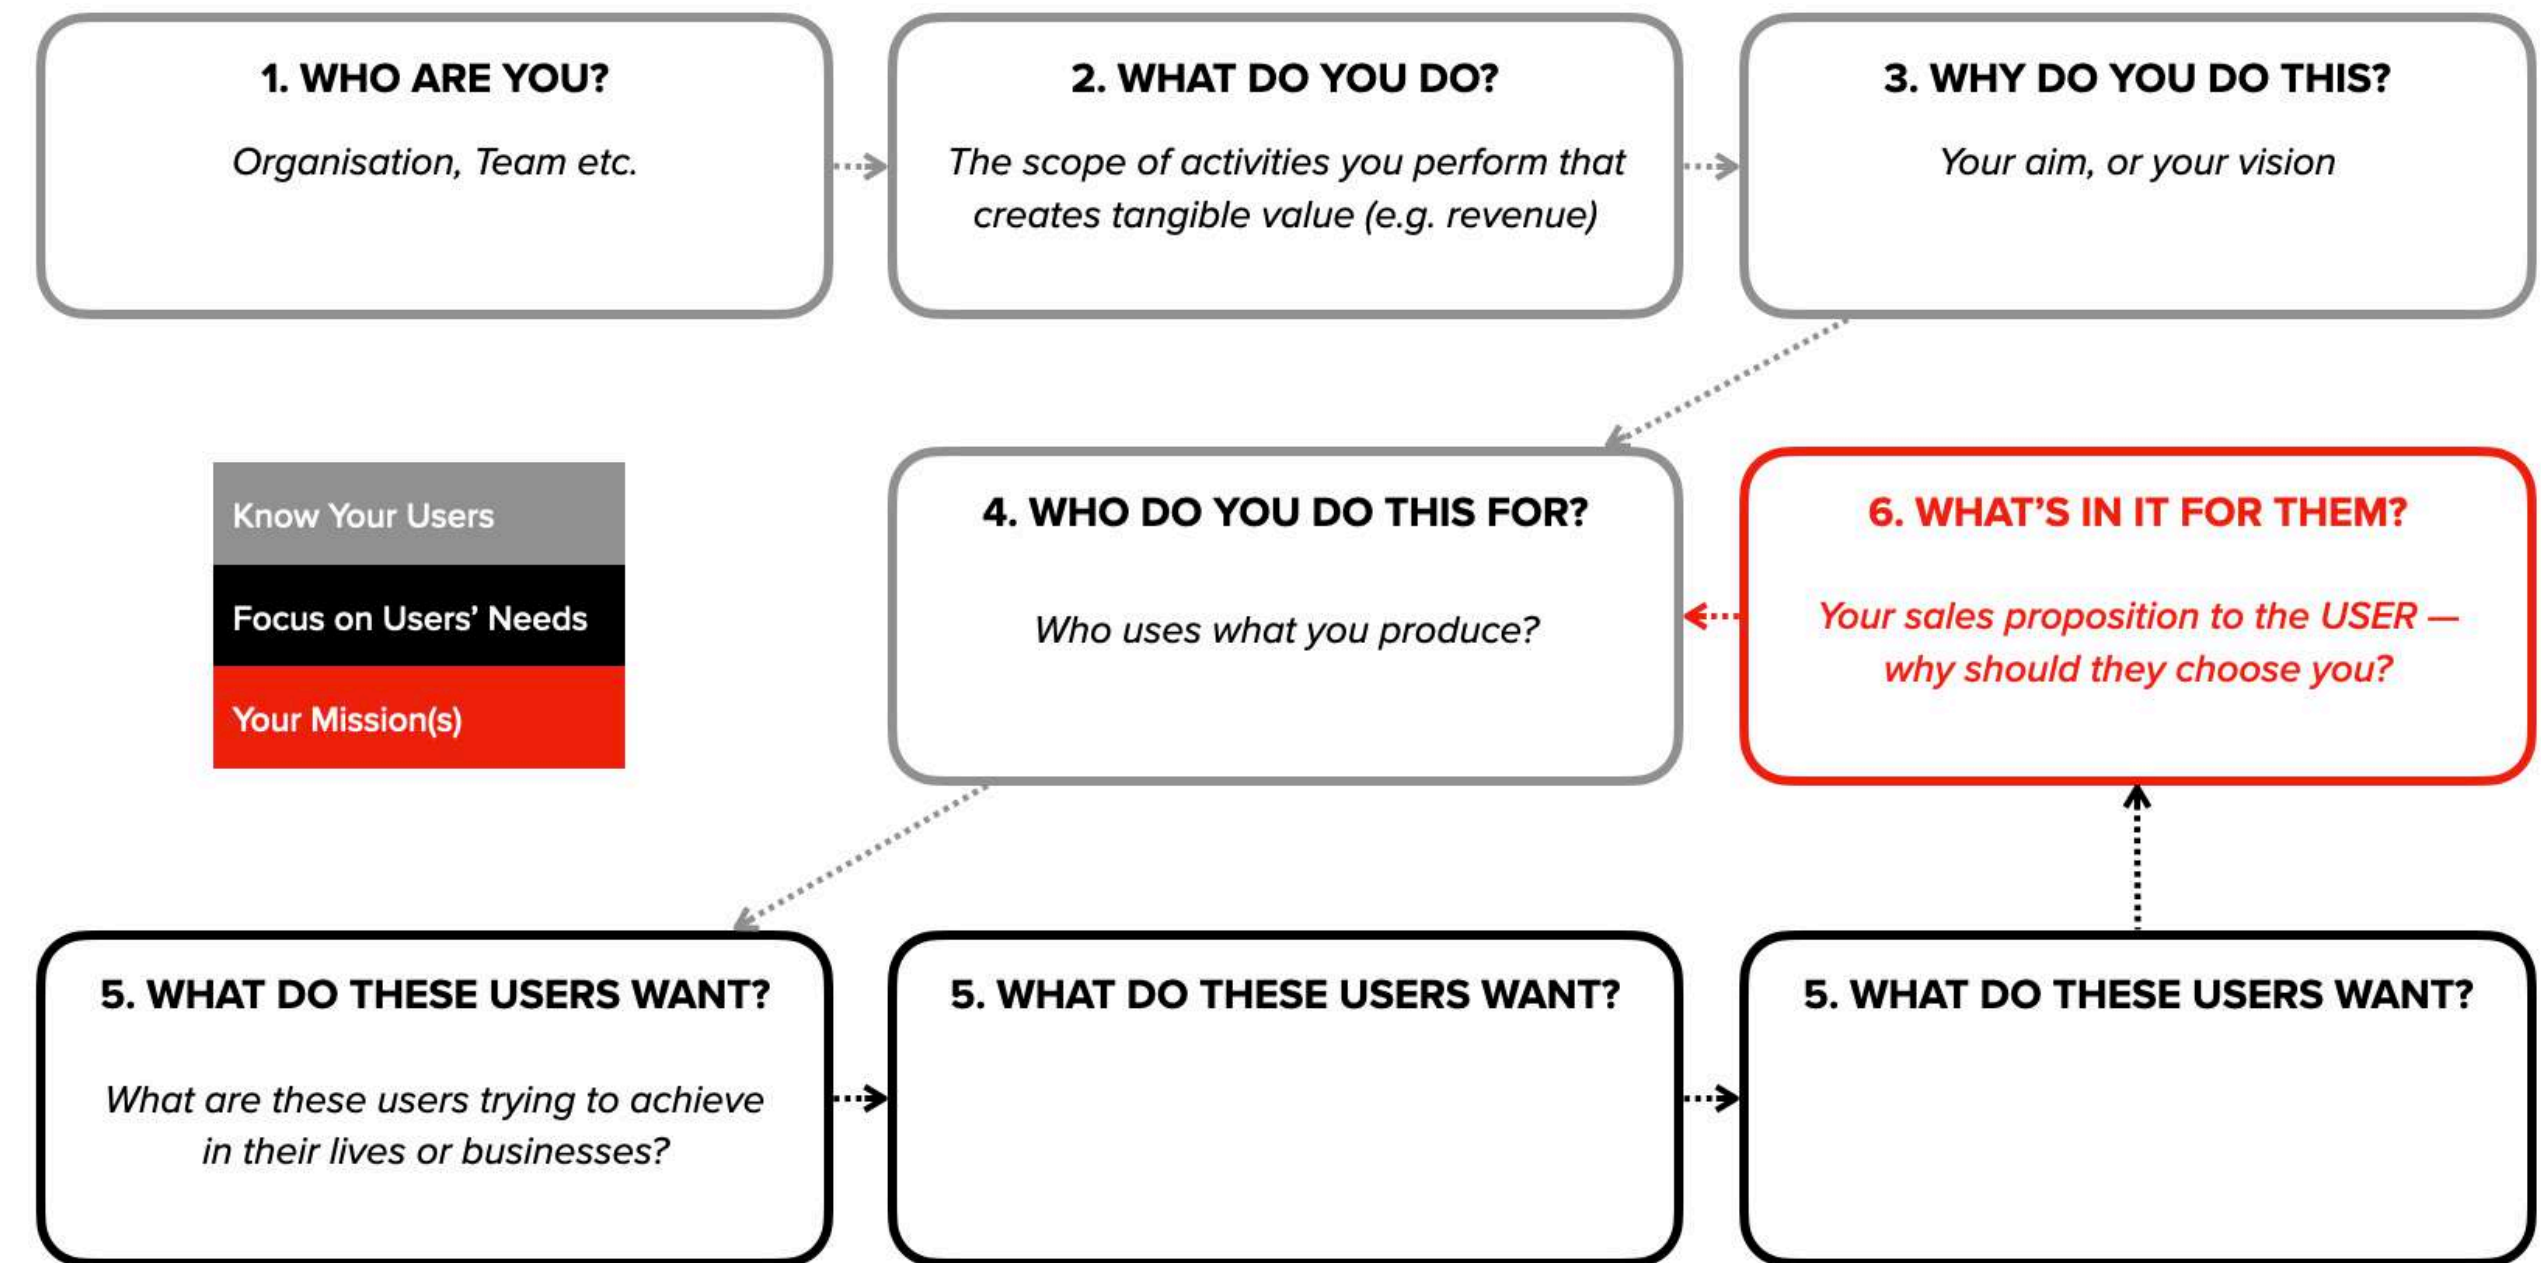 1. WHO ARE YOU?
Organisation, Team etc.
2. WHAT DO YOU DO?
The scope of activities you perform that
creates tangible value (e.g. revenue)
3. WHY DO YOU DO THIS?
Your aim, or your vision
Know Your Users
Focus on Users’ Needs
Your Mission(s)
4. WHO DO YOU DO THIS FOR?
Who uses what you produce?
6. WHAT’S IN IT FOR THEM?
Your sales proposition to the USER —
why should they choose you?
5. WHAT DO THESE USERS WANT?
What are these users trying to achieve
in their lives or businesses?
5. WHAT DO THESE USERS WANT?
5. WHAT DO THESE USERS WANT?